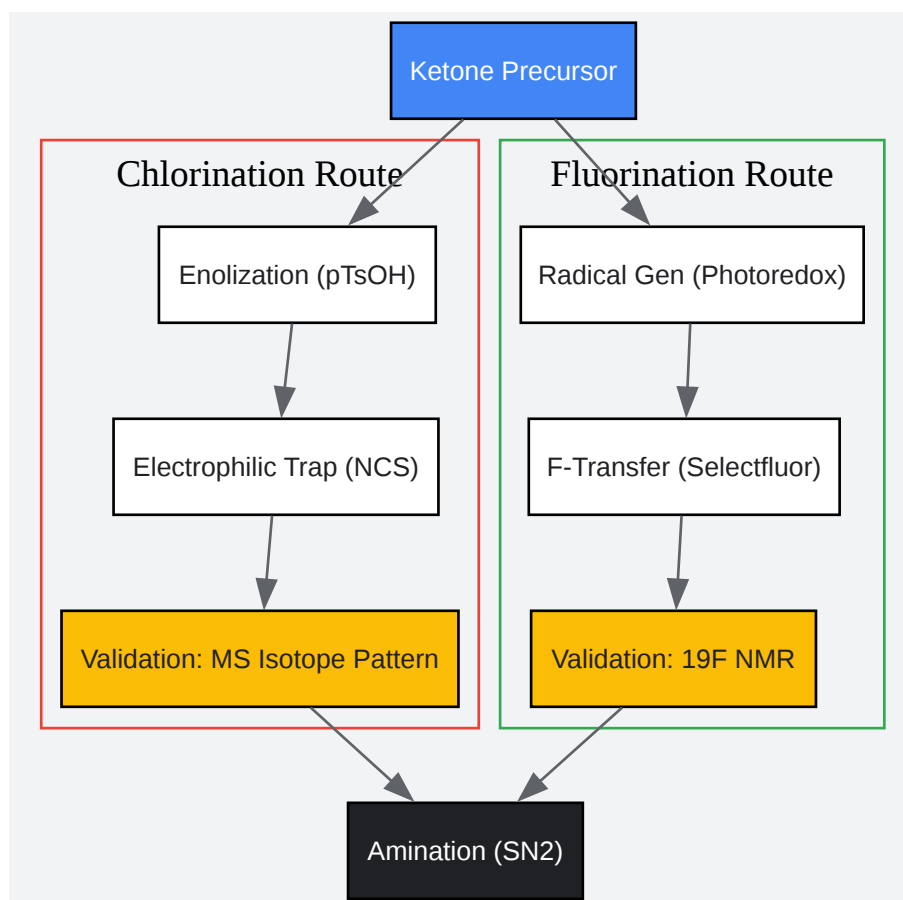 Ketone Precursor
Chlorination Route
Fluorination Route
Enolization (pTsOH)
Radical Gen (Photoredox)
Electrophilic Trap (NCS)
F-Transfer (Selectfluor)
Validation: MS Isotope Pattern
Validation: 19F NMR
Amination (SN2)